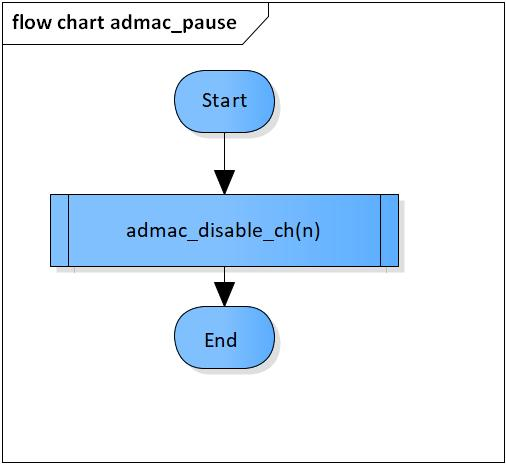 flow chart admac_pause
Start
admac_disable_ch(n)
End